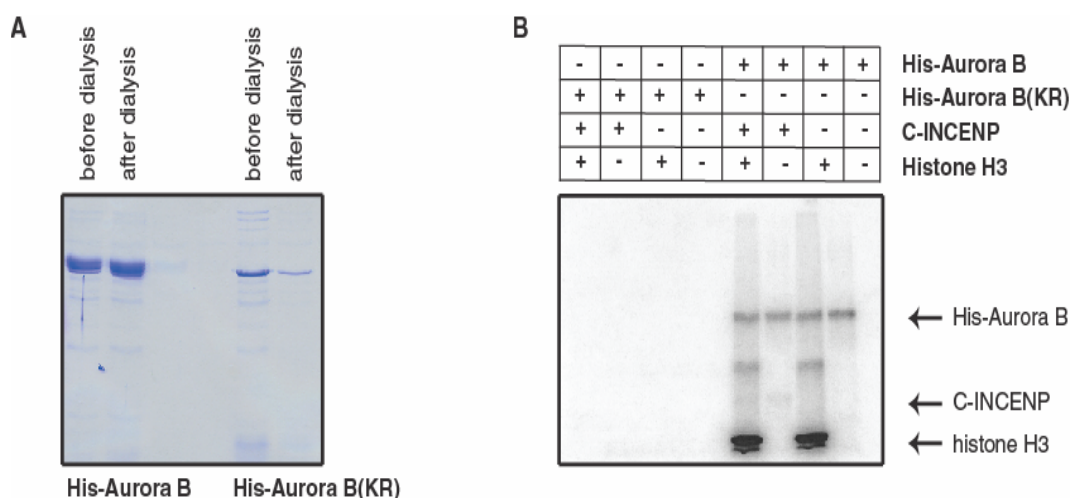 A
before dialysis
after dialysis
before dialysis
after dialysis
His-Aurora B
His-Aurora B(KR)
B
- - - - + + + + His-Aurora B
+ + + + - - - - His-Aurora B(KR)
+ + - - + + - - C-INCENP
+ - + - + - + - Histone H3
His-Aurora B
C-INCENP
histone H3